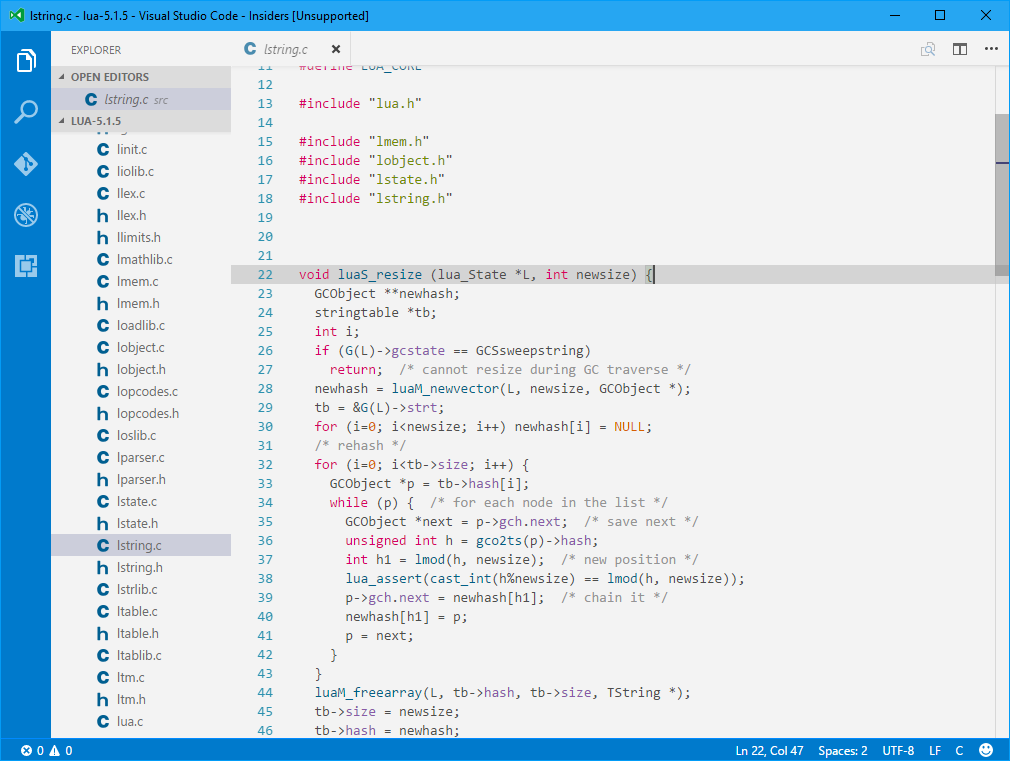 lstring.c - lua-5.1.5 - Visual Studio Code - Insiders [Unsupported]
EXPLORER
OPEN EDITORS
lstring.c src
LUA-5.1.5
linit.c
liolib.c
llex.c
llex.h
llimits.h
lmathlib.c
lmem.c
lmem.h
loadlib.c
lobject.c
lobject.h
lopcodes.c
lopcodes.h
loslib.c
lparser.c
lparser.h
lstate.c
lstate.h
lstring.c
lstring.h
lstrlib.c
ltable.c
ltable.h
ltablib.c
ltm.c
ltm.h
lua.c
lstring.c
11 #define LUA_CORE
12
13 #include "lua.h"
14
15 #include "lmem.h"
16 #include "lobject.h"
17 #include "lstate.h"
18 #include "lstring.h"
19
20
21
22 void luaS_resize (lua_State *L, int newsize) {
23   GCObject **newhash;
24   stringtable *tb;
25   int i;
26   if (G(L)->gcstate == GCSsweepstring)
27     return;  /* cannot resize during GC traverse */
28   newhash = luaM_newvector(L, newsize, GCObject *);
29   tb = &G(L)->strt;
30   for (i=0; i<newsize; i++) newhash[i] = NULL;
31   /* rehash */
32   for (i=0; i<tb->size; i++) {
33     GCObject *p = tb->hash[i];
34     while (p) {  /* for each node in the list */
35       GCObject *next = p->gch.next;  /* save next */
36       unsigned int h = gco2ts(p)->hash;
37       int h1 = lmod(h, newsize);  /* new position */
38       lua_assert(cast_int(h%newsize) == lmod(h, newsize));
39       p->gch.next = newhash[h1];  /* chain it */
40       newhash[h1] = p;
41       p = next;
42     }
43   }
44   luaM_freearray(L, tb->hash, tb->size, TString *);
45   tb->size = newsize;
46   tb->hash = newhash;
0 0
Ln 22, Col 47 Spaces: 2 UTF-8 LF C